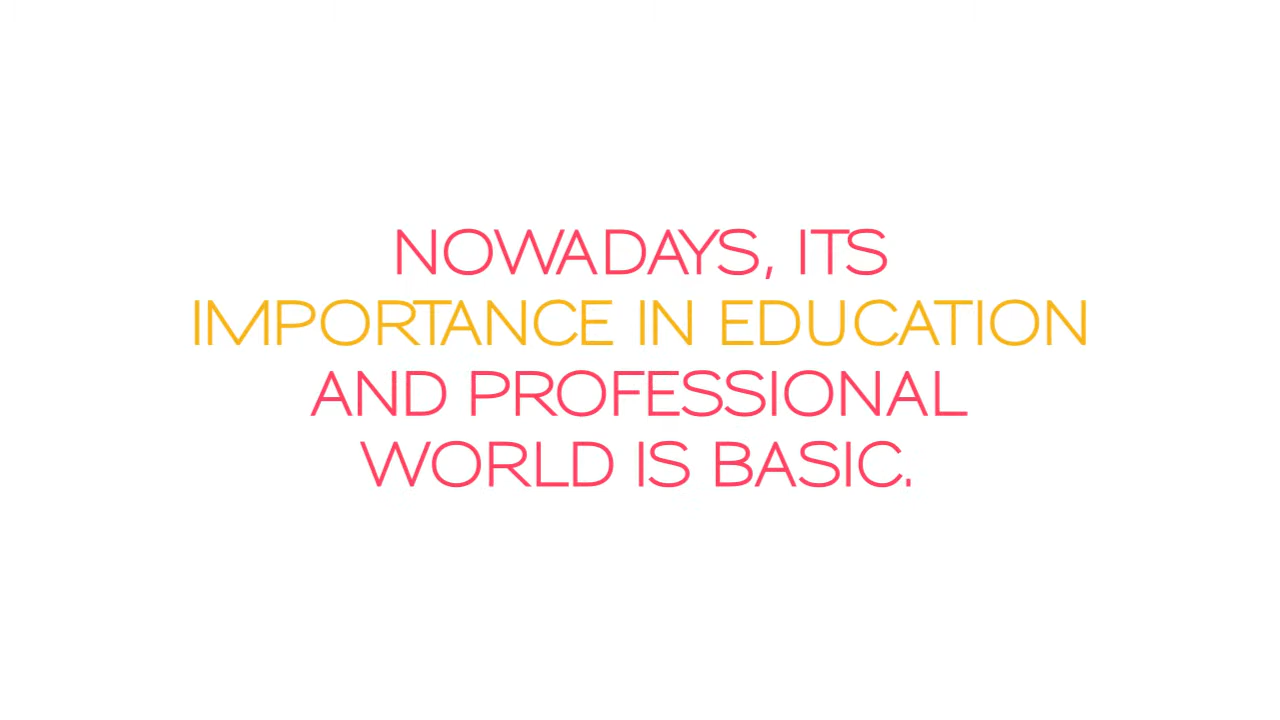 NOWADAYS, ITS
IMPORTANCE IN EDUCATION
AND PROFESSIONAL
WORLD IS BASIC.